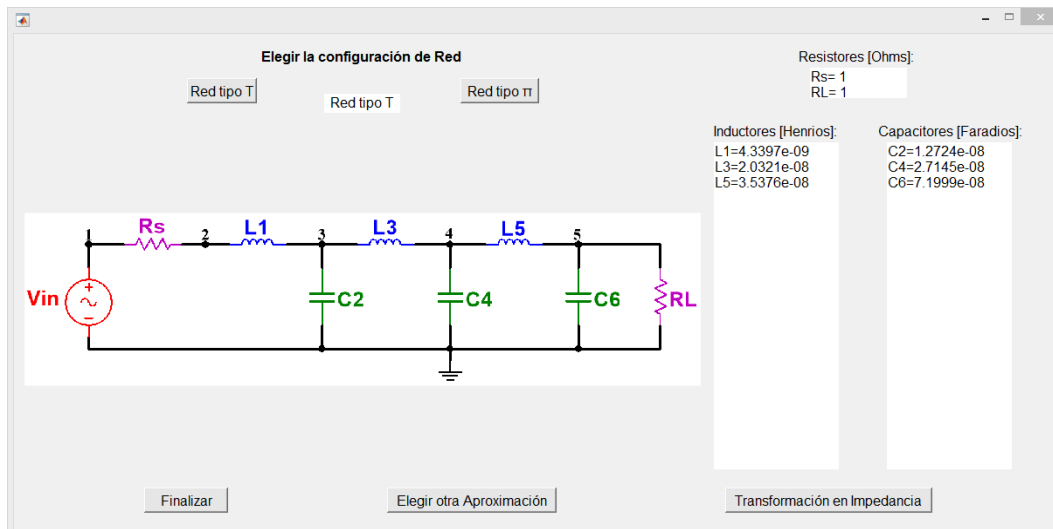 Elegir la configuración de Red
Red tipo T
Red tipo T
Red tipo π
Resistores [Ohms]:
Rs= 1
RL= 1
Inductores [Henrios]:
L1=4.3397e-09
L3=2.0321e-08
L5=3.5376e-08
Capacitores [Faradios]:
C2=1.2724e-08
C4=2.7145e-08
C6=7.1999e-08
1
Rs
2
L1
3
L3
4
L5
5
Vin
C2
C4
C6
RL
Finalizar
Elegir otra Aproximación
Transformación en Impedancia